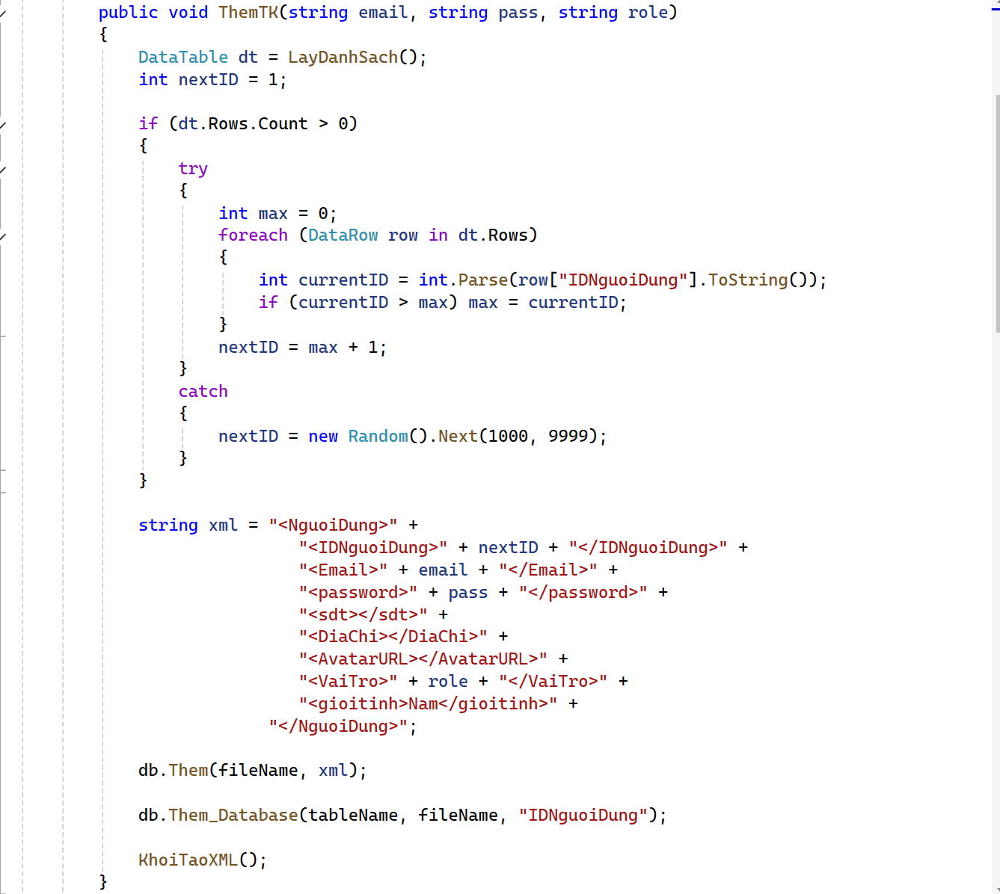 public void ThemTK(string email, string pass, string role)
{
DataTable dt = LayDanhSach();
int nextID = 1;
if (dt.Rows.Count > 0)
{
try
{
int max = 0;
foreach (DataRow row in dt.Rows)
{
int currentID = int.Parse(row["IDNguoiDung"].ToString());
if (currentID > max) max = currentID;
}
nextID = max + 1;
}
catch
{
nextID = new Random().Next(1000, 9999);
}
}
string xml = "<NguoiDung>" +
"<IDNguoiDung>" + nextID + "</IDNguoiDung>" +
"<Email>" + email + "</Email>" +
"<password>" + pass + "</password>" +
"<sdt></sdt>" +
"<DiaChi></DiaChi>" +
"<AvatarURL></AvatarURL>" +
"<VaiTro>" + role + "</VaiTro>" +
"<gioitinh>Nam</gioitinh>" +
"</NguoiDung>";
db.Them(fileName, xml);
db.Them_Database(tableName, fileName, "IDNguoiDung");
KhoiTaoXML();
}